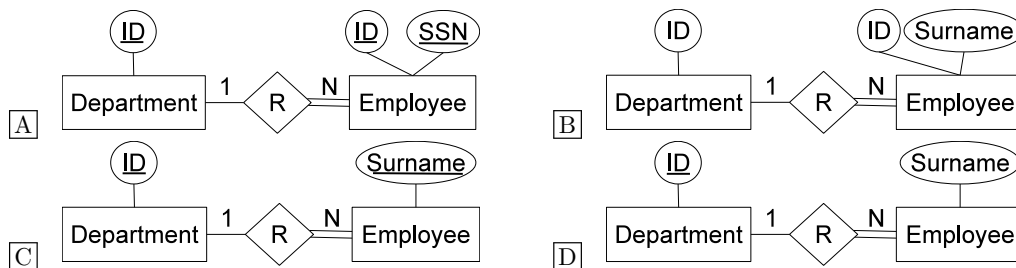 ID ID SSN
1 N
Department R Employee
A
ID ID Surname
1 N
Department R Employee
B
ID Surname
1 N
Department R Employee
C
ID Surname
1 N
Department R Employee
D